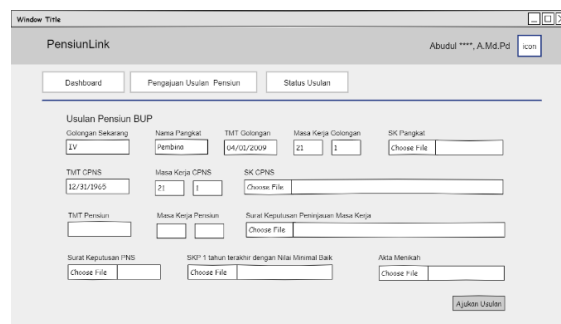 Window Title
PensiunLink
Abudul ****, A.Md.Pd
icon
Dashboard
Pengajuan Usulan Pensiun
Status Usulan
Usulan Pensiun BUP
Golongan Sekarang Nama Pangkat TMT Golongan Masa Kerja Golongan SK Pangkat
IV Pembina 04/01/2009 21 1 Choose File
TMT CPNS Masa Kerja CPNS SK CPNS
12/31/1965 21 1 Choose File
TMT Pensiun Masa Kerja Pensiun Surat Keputusan Peninjauan Masa Kerja
Choose File
Surat Keputusan PNS SKP 1 tahun terakhir dengan Nilai Minimal Baik Akta Menikah
Choose File Choose File Choose File
Ajukan Usulan